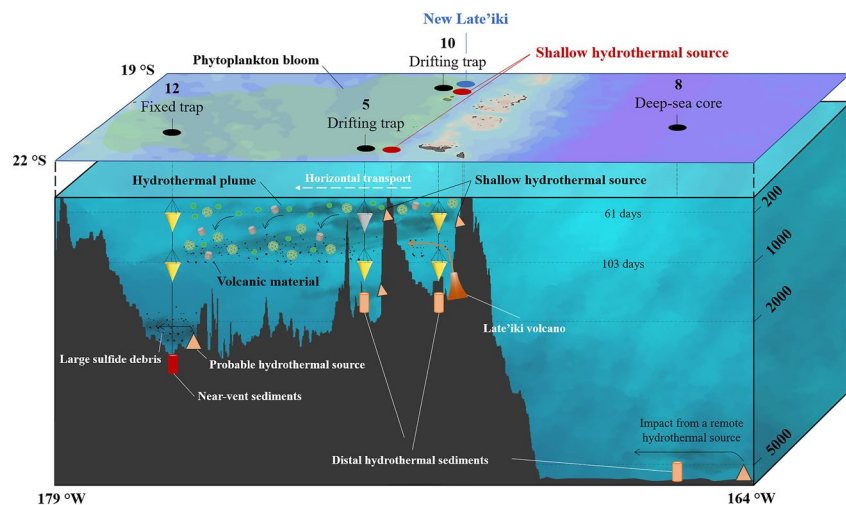 New Late'iki
10
Drifting trap
Shallow hydrothermal source
Phytoplankton bloom
19 °S
12
Fixed trap
5
Drifting trap
8
Deep-sea core
22 °S
Horizontal transport
Hydrothermal plume
Shallow hydrothermal source
200
61 days
1000
103 days
Volcanic material
2000
Late'iki volcano
Large sulfide debris
Probable hydrothermal source
Near-vent sediments
Impact from a remote
hydrothermal source
Distal hydrothermal sediments
5000
179 °W
164 °W